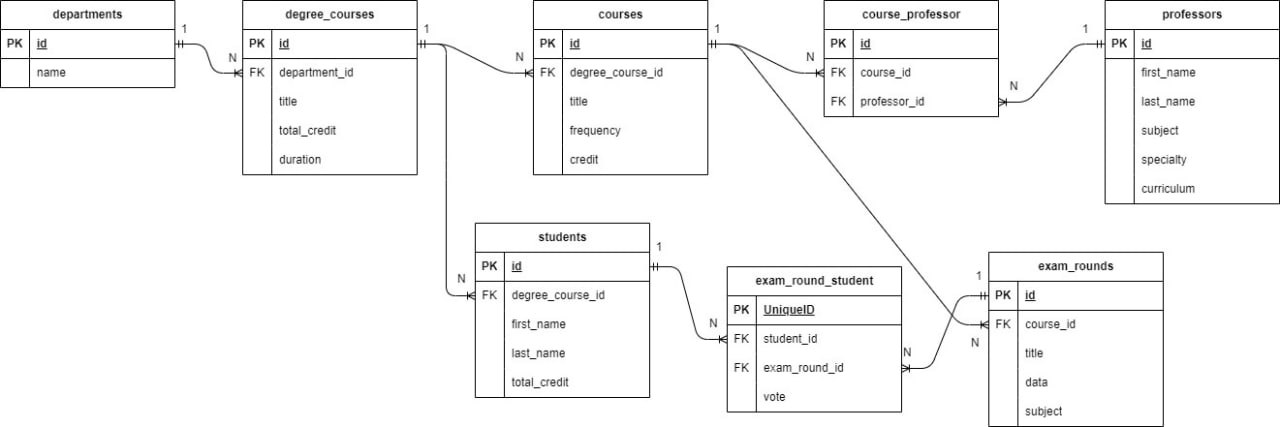 departments
PK id
name
1
N
degree_courses
PK id
FK department_id
title
total_credit
duration
1
N
courses
PK id
FK degree_course_id
title
frequency
credit
1
N
course_professor
PK id
FK course_id
FK professor_id
N
1
professors
PK id
first_name
last_name
subject
specialty
curriculum
students
PK id
N
FK degree_course_id
first_name
last_name
total_credit
1
N
exam_round_student
PK UniqueID
FK student_id
FK exam_round_id
vote
N
1
N
exam_rounds
PK id
FK course_id
title
data
subject